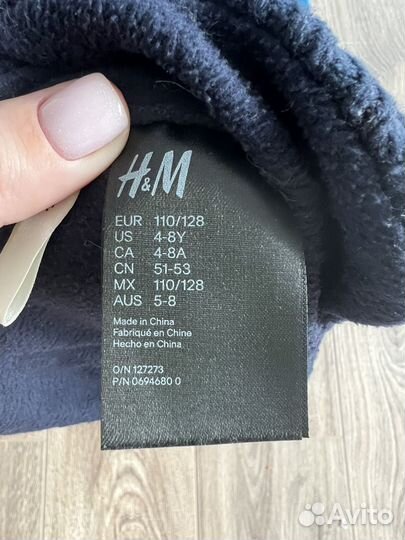 H&M
EUR 110/128
US 4-8Y
CA 4-8A
CN 51-53
MX 110/128
AUS 5-8
Made in China
Fabriqué en Chine
Hecho en China
O/N 127273
P/N 0694680 0
Avito